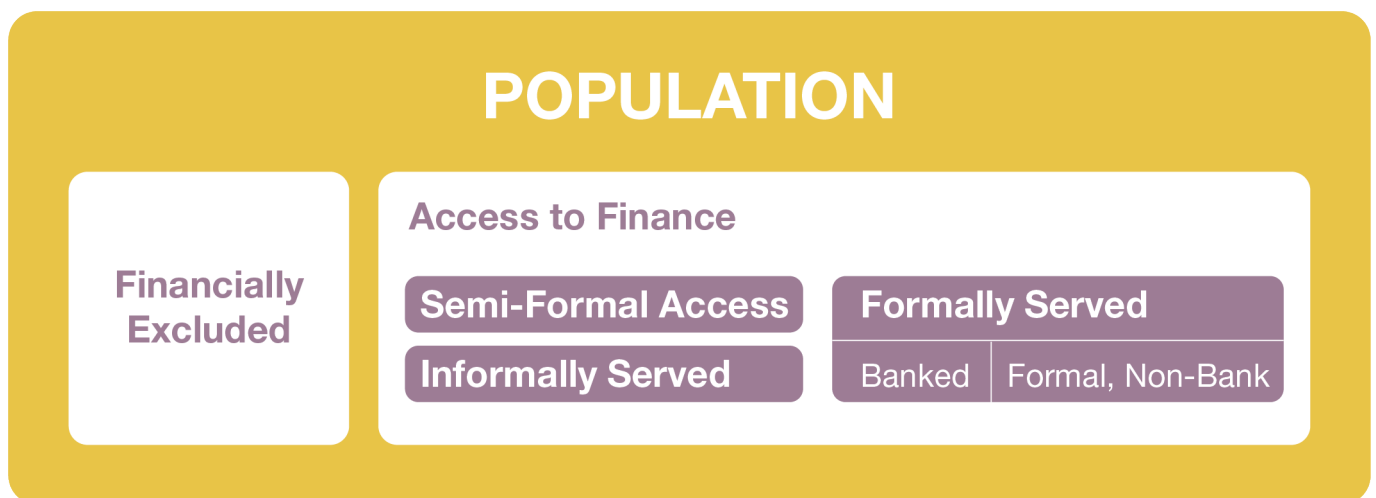 POPULATION
Financially
Excluded
Access to Finance
Semi-Formal Access
Informally Served
Formally Served
Banked
Formal, Non-Bank